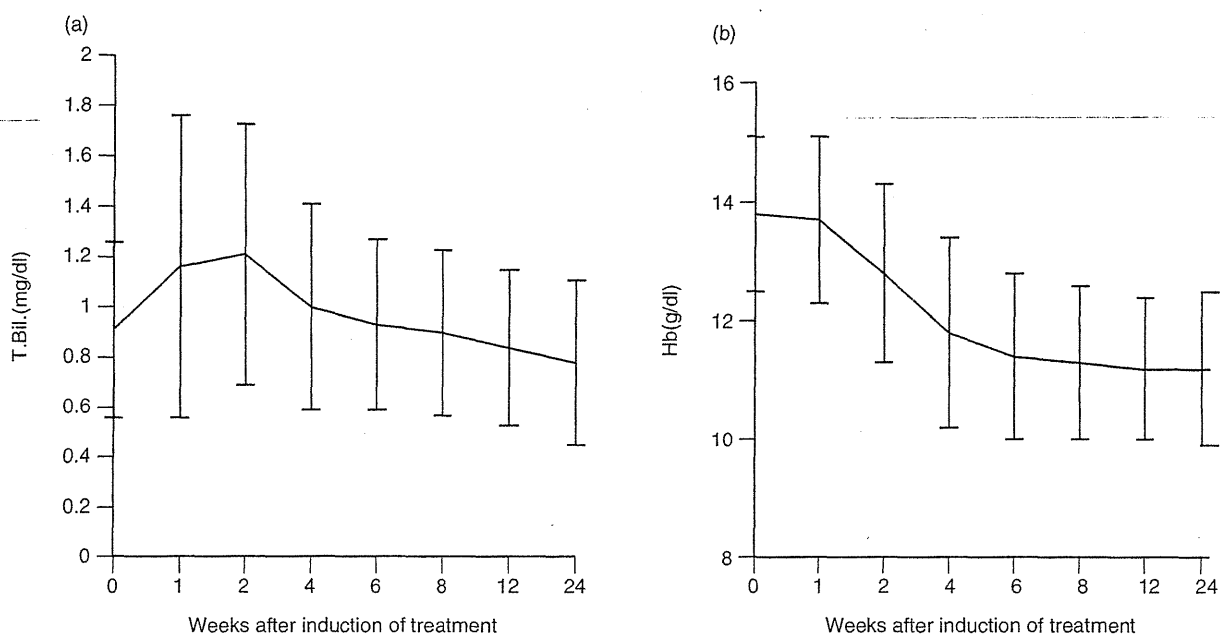 (a)
2
1.8
1.6
1.4
1.2
1
0.8
0.6
0.4
0.2
0
T.Bil.(mg/dl)
0 1 2 4 6 8 12 24
Weeks after induction of treatment
(b)
16
14
12
10
8
Hb(g/dl)
0 1 2 4 6 8 12 24
Weeks after induction of treatment